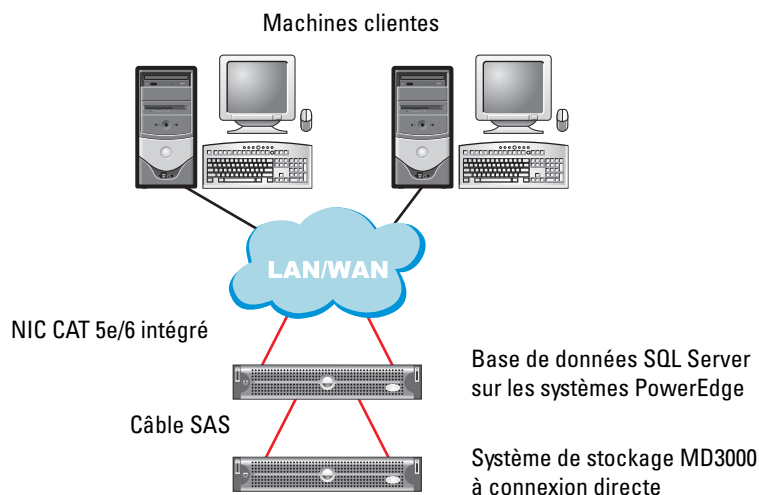 Machines clientes
LAN/WAN
NIC CAT 5e/6 intégré
Base de données SQL Server
sur les systèmes PowerEdge
Câble SAS
Système de stockage MD3000
à connexion directe